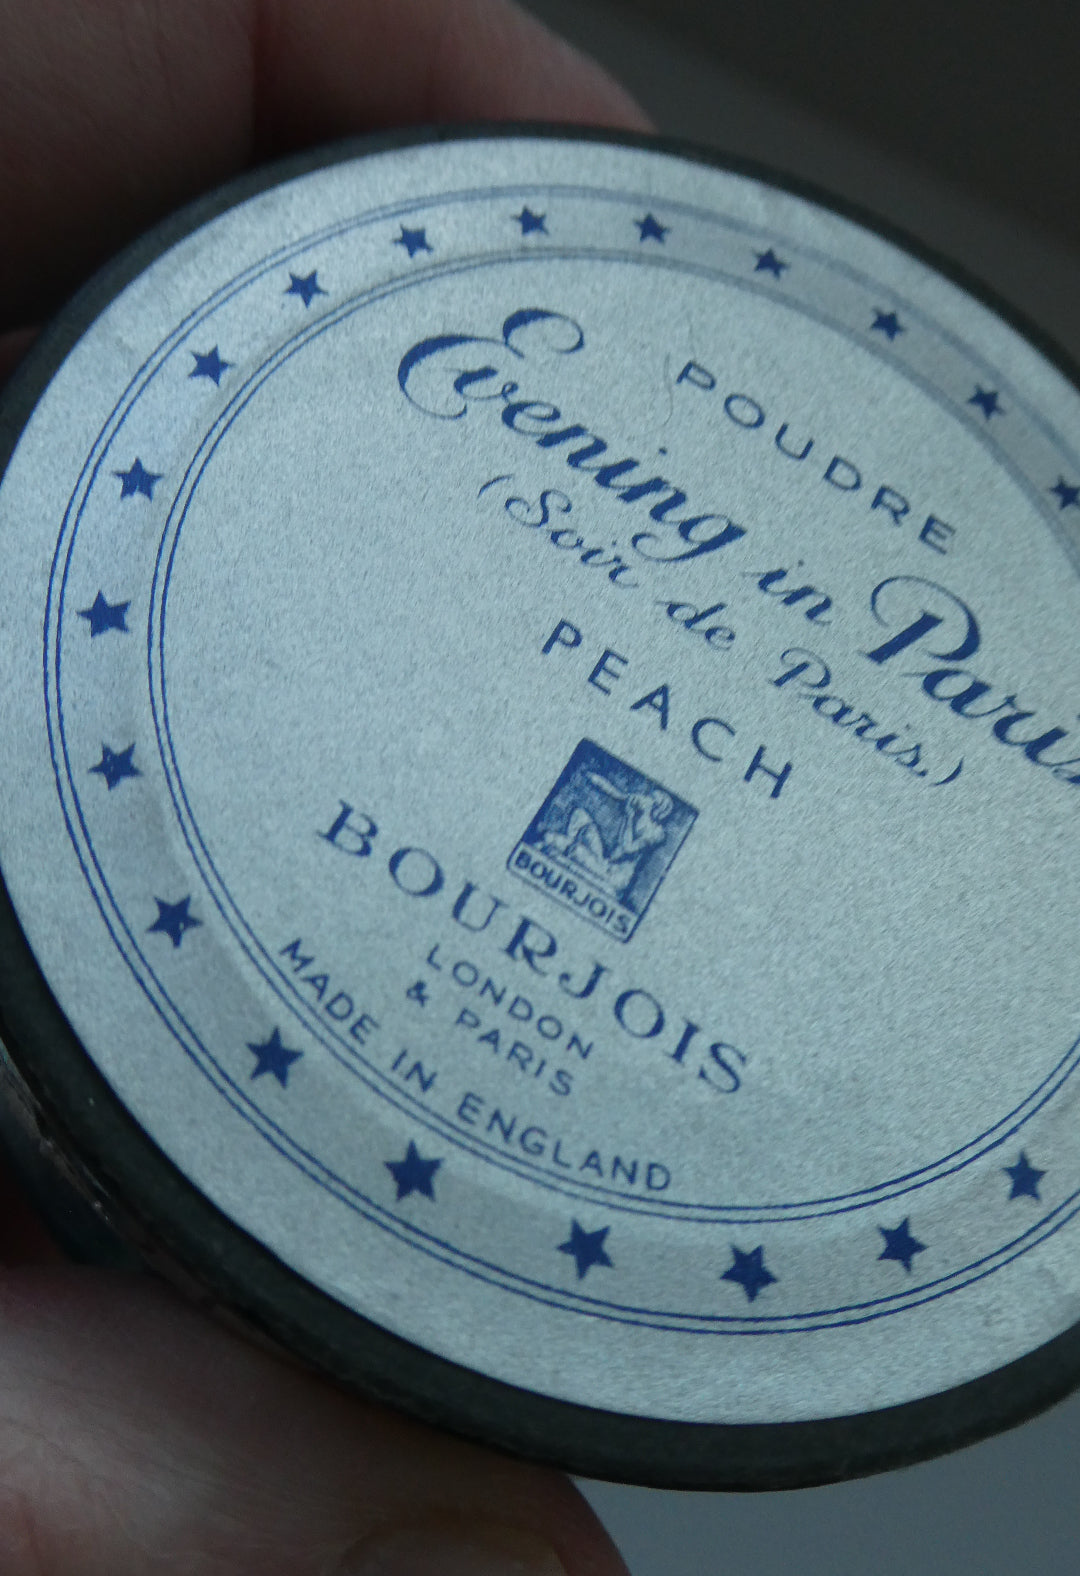 POUDRE
Evening in Paris
(Soir de Paris.)
PEACH
BOURJOIS
BOURJOIS
LONDON
& PARIS
MADE IN ENGLAND